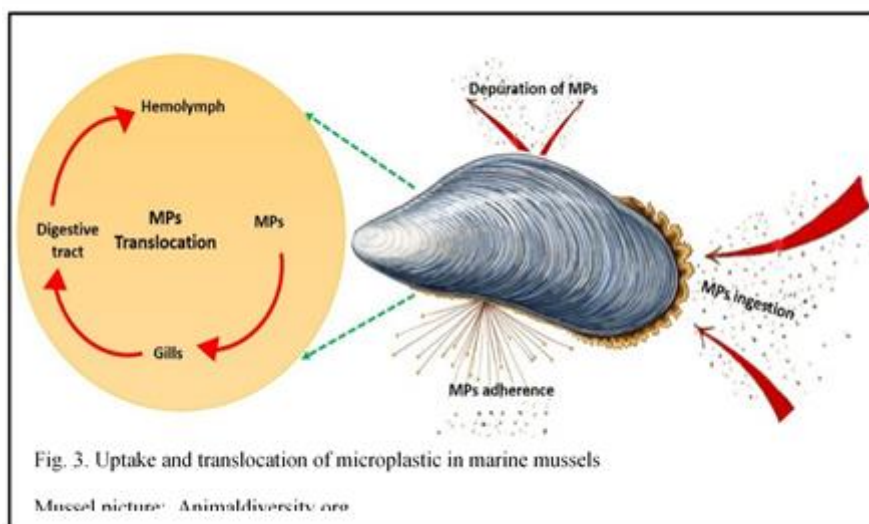 Depuration of MPs
Hemolymph
MPs
Translocation
MPs
Digestive
tract
Gills
MPs ingestion
MPs adherence
Fig. 3. Uptake and translocation of microplastic in marine mussels
Mussel picture: Animaldiversity.org